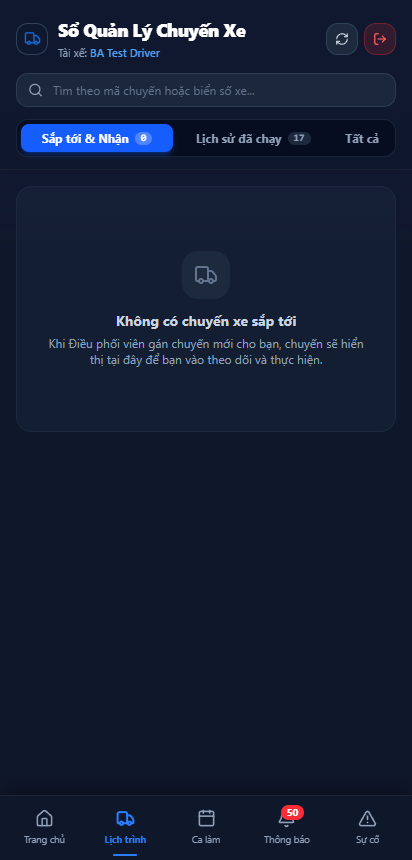 Sổ Quản Lý Chuyến Xe
Tài xế: BA Test Driver
Tìm theo mã chuyến hoặc biển số xe...
Sắp tới & Nhận 0
Lịch sử đã chạy 17
Tất cả
Không có chuyến xe sắp tới
Khi Điều phối viên gán chuyến mới cho bạn, chuyến sẽ hiển
thị tại đây để bạn vào theo dõi và thực hiện.
50
Trang chủ
Lịch trình
Ca làm
Thông báo
Sự cố